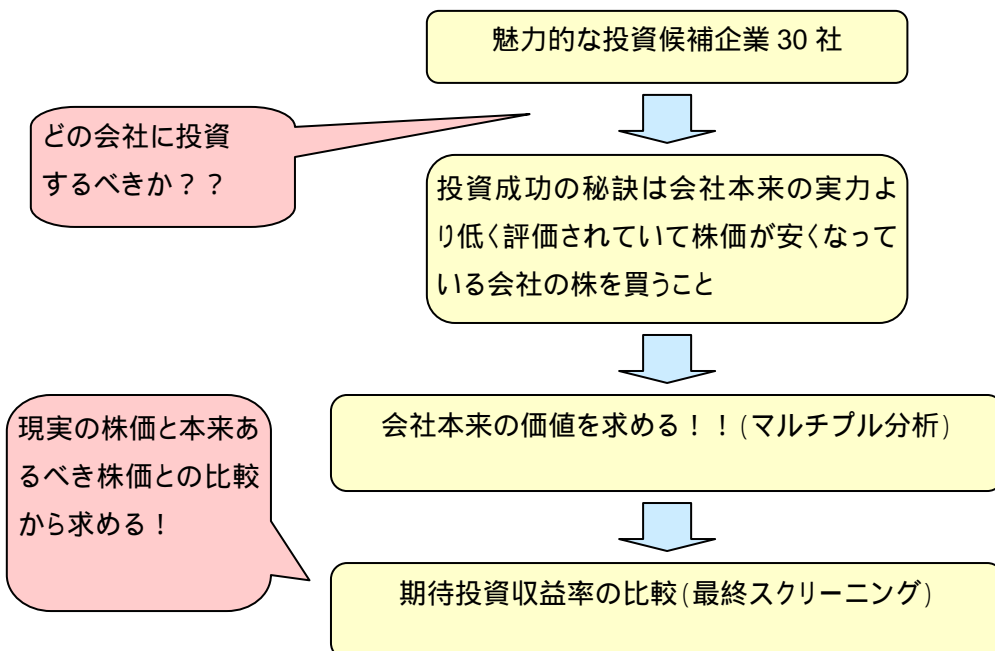 魅力的な投資候補企業 30 社
どの会社に投資
するべきか？？
投資成功の秘訣は会社本来の実力よ
り低く評価されていて株価が安くなって
いる会社の株を買うこと
会社本来の価値を求める！！(マルチプル分析)
現実の株価と本来あ
るべき株価との比較
から求める！
期待投資収益率の比較(最終スクリーニング)